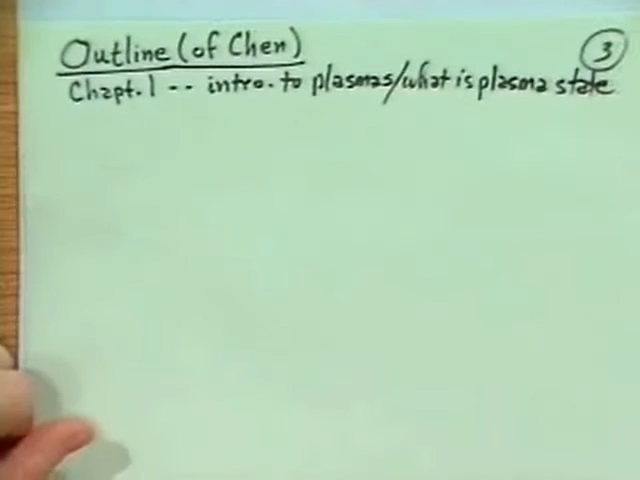 Outline (of Chen)
3
Chapt. 1 -- intro. to plasmas/what is plasma state